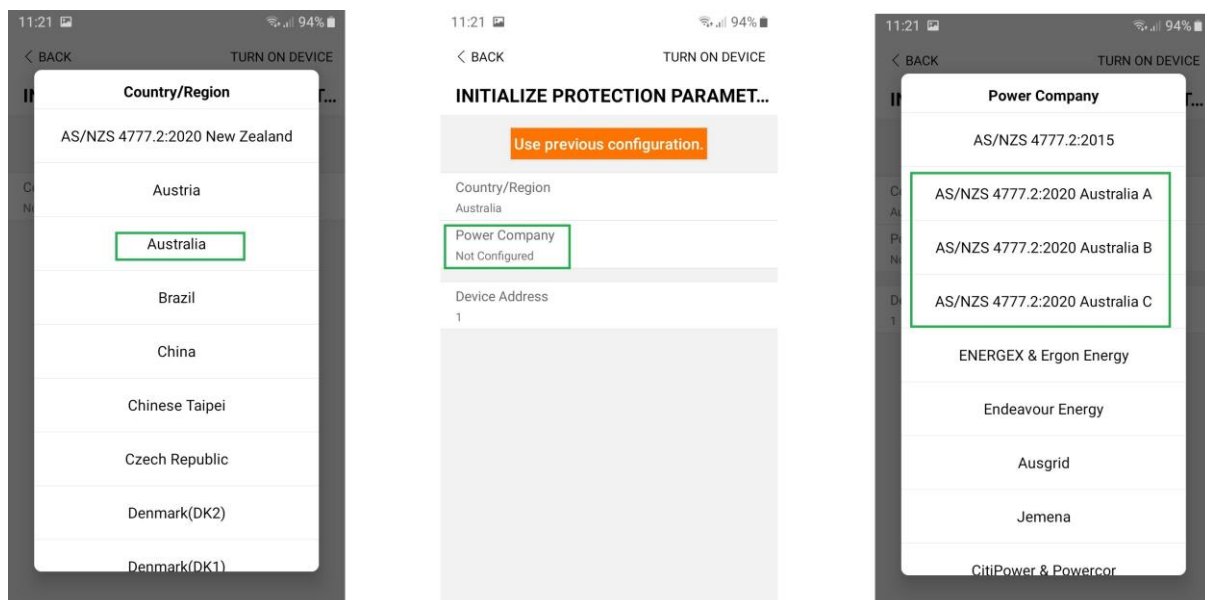 11:21 94%
< BACK TURN ON DEVICE
Country/Region
AS/NZS 4777.2:2020 New Zealand
Austria
Australia
Brazil
China
Chinese Taipei
Czech Republic
Denmark(DK2)
Denmark(DK1)
11:21 94%
< BACK TURN ON DEVICE
INITIALIZE PROTECTION PARAMET...
Use previous configuration.
Country/Region
Australia
Power Company
Not Configured
Device Address
1
11:21 94%
< BACK TURN ON DEVICE
Power Company
AS/NZS 4777.2:2015
AS/NZS 4777.2:2020 Australia A
AS/NZS 4777.2:2020 Australia B
AS/NZS 4777.2:2020 Australia C
ENERGEX & Ergon Energy
Endeavour Energy
Ausgrid
Jemena
CitiPower & Powercor